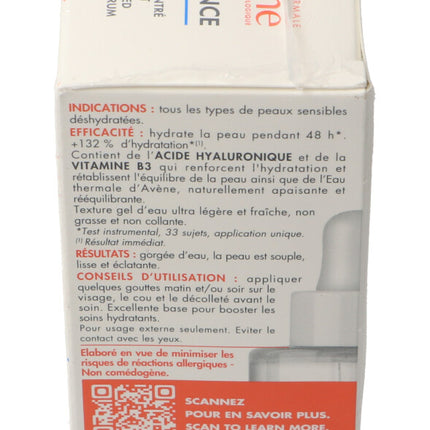 ne
THERMALE
OLOGIQUE
NCE
NTRÉ
T
ED
RUM
INDICATIONS : tous les types de peaux sensibles
déshydratées.
EFFICACITÉ : hydrate la peau pendant 48 h*.
+132 % d'hydratation*(1).
Contient de l'ACIDE HYALURONIQUE et de la
VITAMINE B3 qui renforcent l'hydratation et
rétablissent l'équilibre de la peau ainsi que de l'Eau
thermale d'Avène, naturellement apaisante et
rééquilibrante.
Texture gel d'eau ultra légère et fraîche, non
grasse et non collante.
*Test instrumental, 33 sujets, application unique.
(1) Résultat immédiat.
RÉSULTATS : gorgée d'eau, la peau est souple,
lisse et éclatante.
CONSEILS D'UTILISATION : appliquer
quelques gouttes matin et/ou soir sur le
visage, le cou et le décolleté avant le
soin. Excellente base pour booster les
soins hydratants.
Pour usage externe seulement. Eviter le
contact avec les yeux.
Elaboré en vue de minimiser les
risques de réactions allergiques -
Non comédogène.
SCANNEZ
POUR EN SAVOIR PLUS.
SCAN TO LEARN MORE.